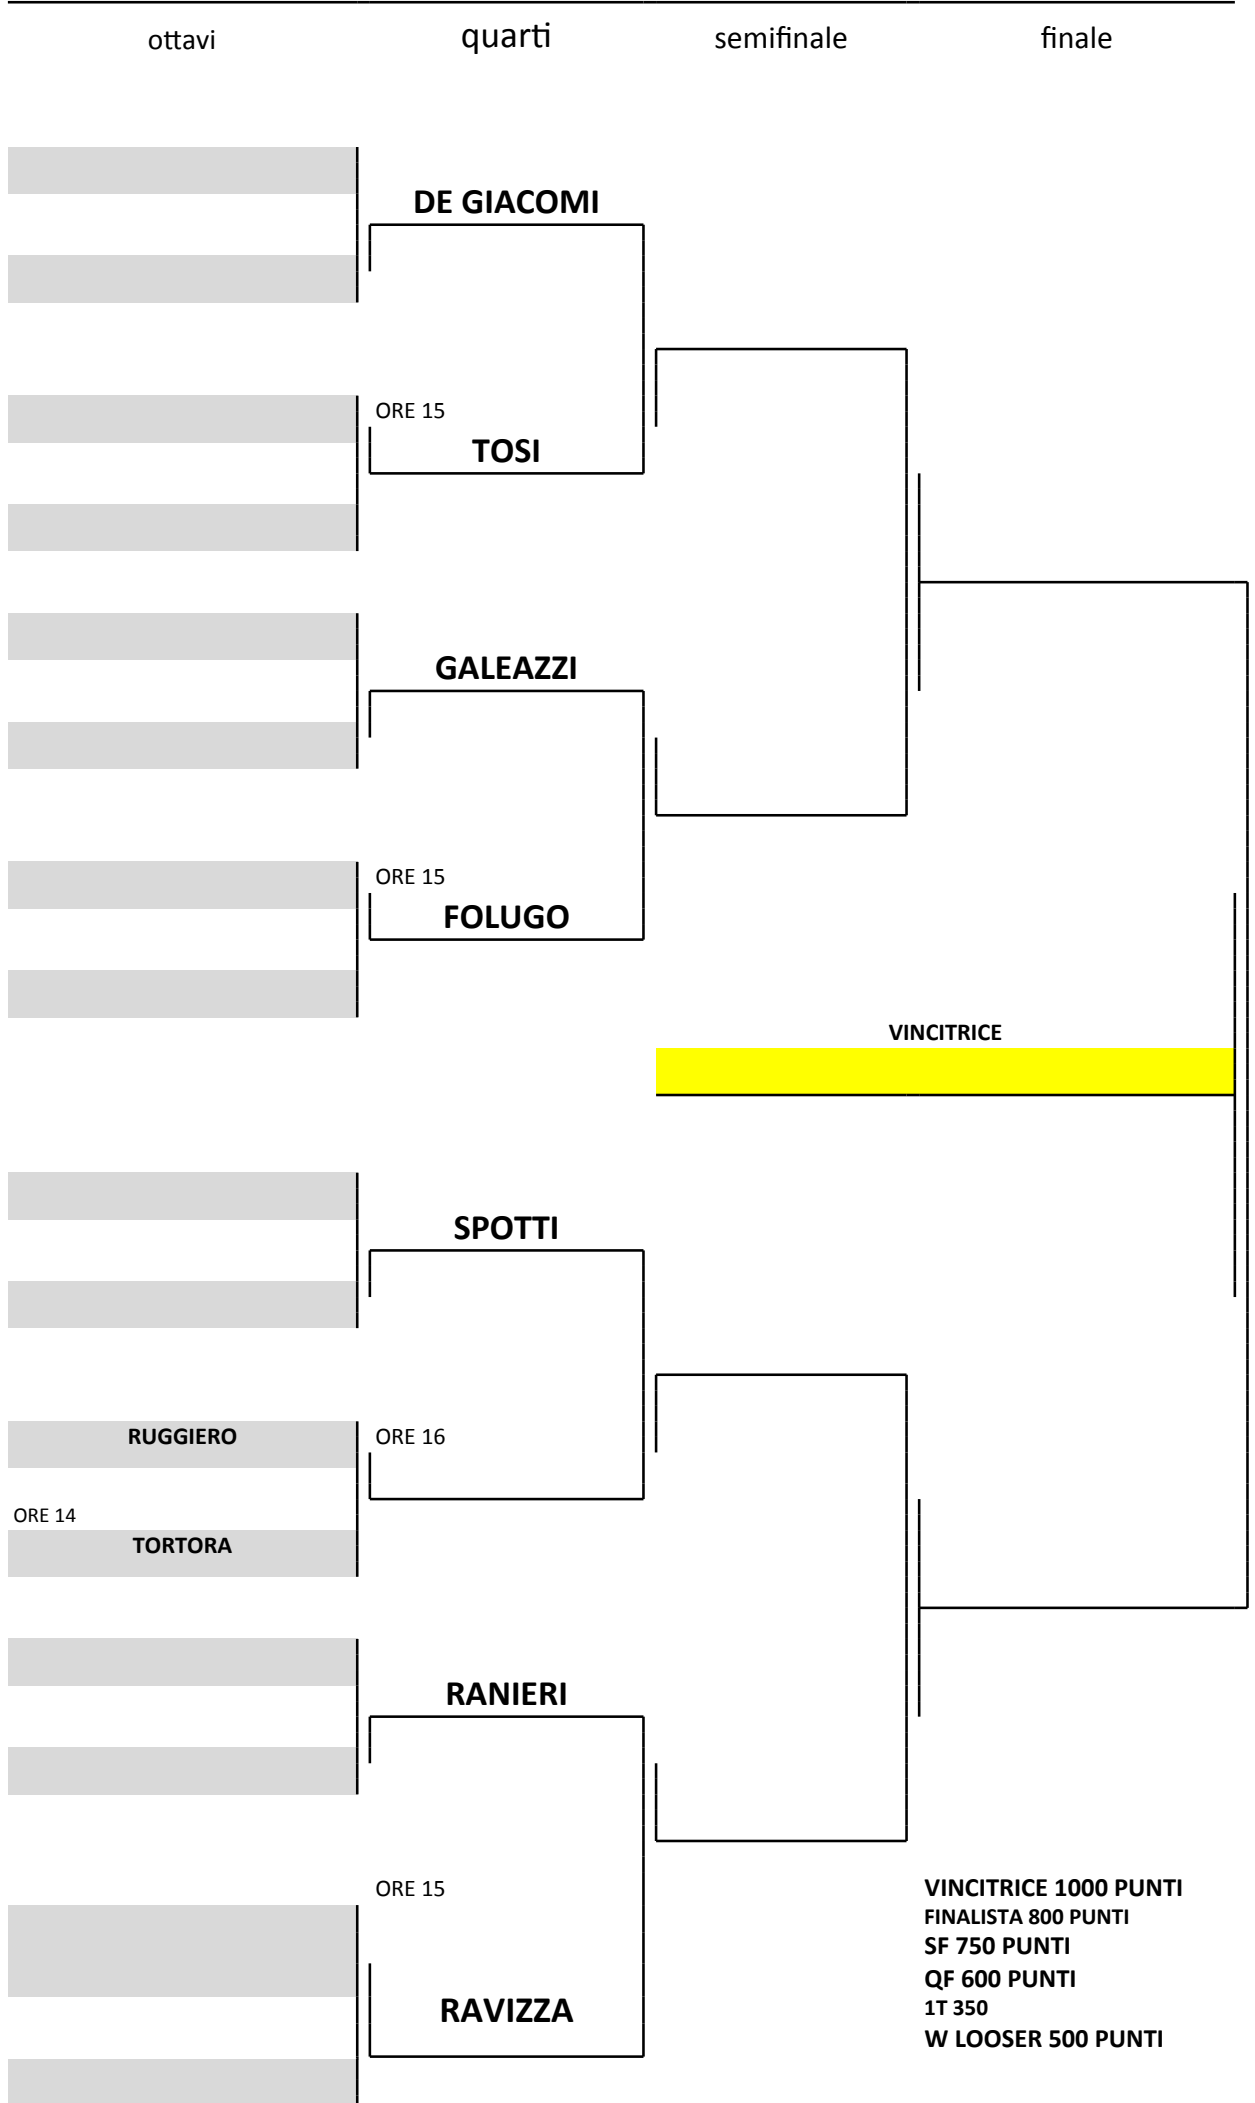 ottavi quarti semifinale finale
DE GIACOMI
ORE 15
TOSI
GALEAZZI
ORE 15
FOLUGO
VINCITRICE
SPOTTI
RUGGIERO ORE 16
ORE 14
TORTORA
RANIERI
ORE 15
RAVIZZA
VINCITRICE 1000 PUNTI
FINALISTA 800 PUNTI
SF 750 PUNTI
QF 600 PUNTI
1T 350
W LOOSER 500 PUNTI